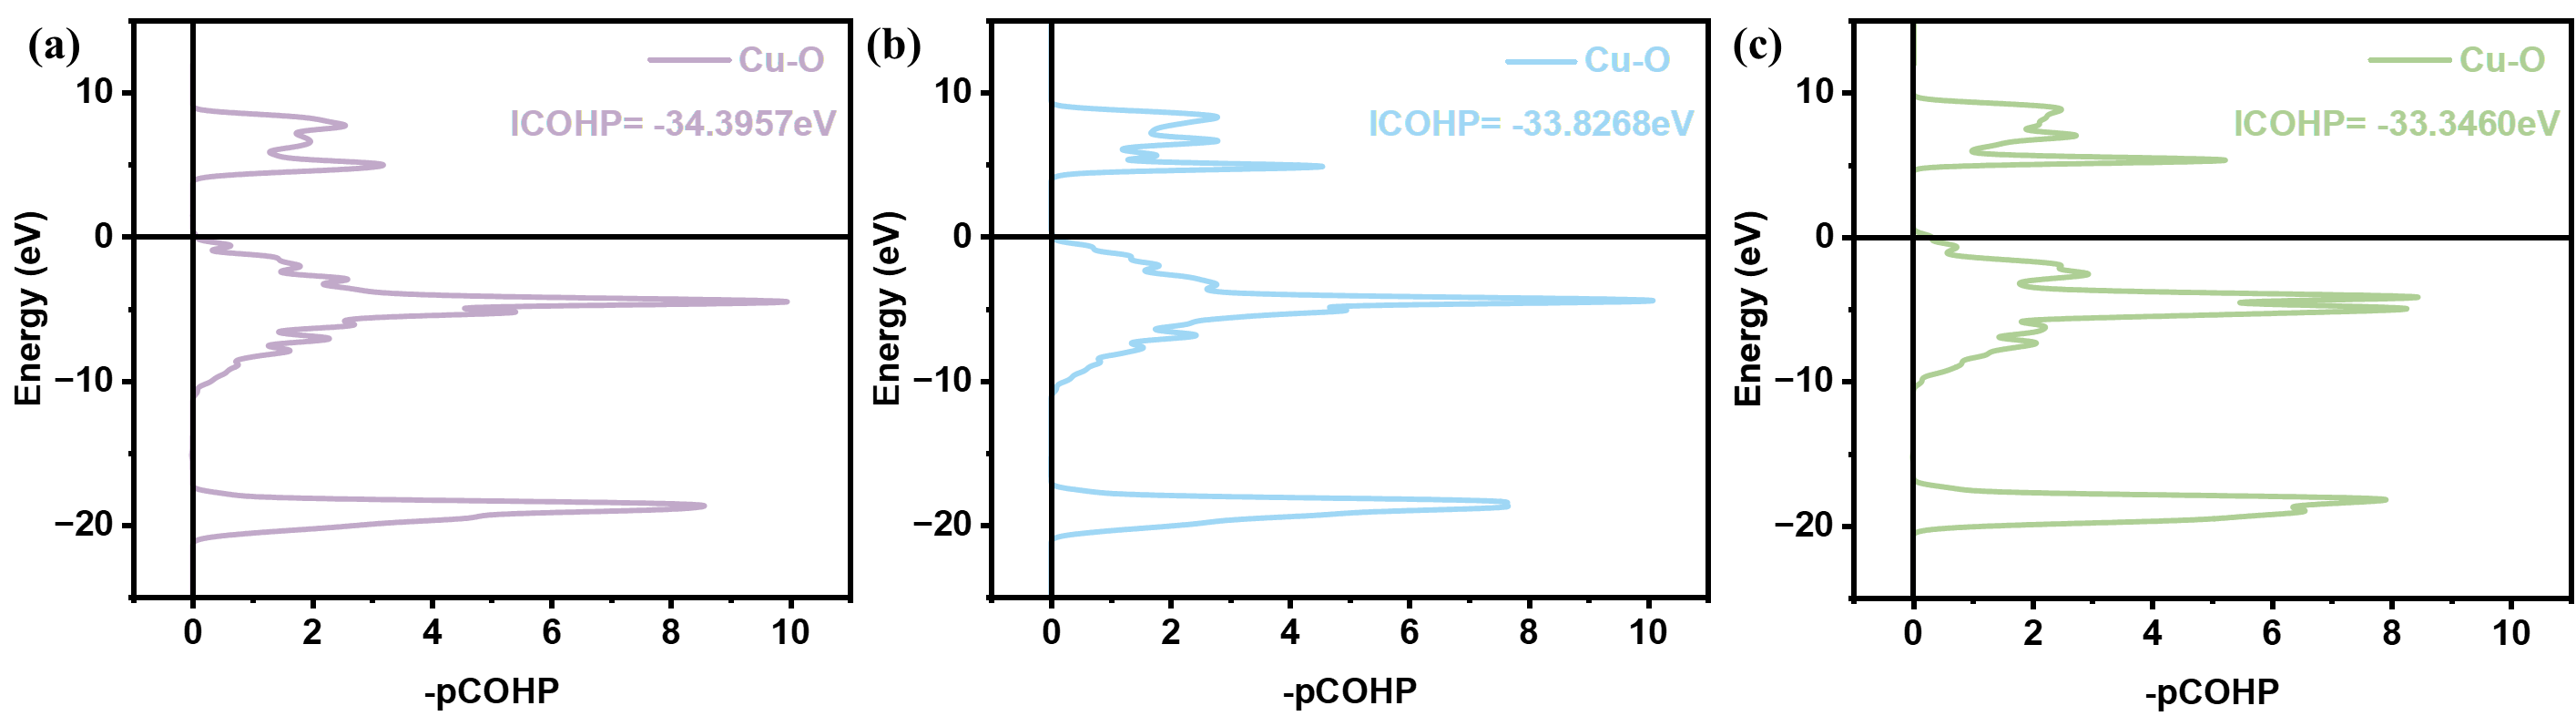 (a)
Cu-O
ICOHP= -34.3957eV
10
0
−10
−20
Energy (eV)
0 2 4 6 8 10
-pCOHP
(b)
Cu-O
ICOHP= -33.8268eV
10
0
−10
−20
Energy (eV)
0 2 4 6 8 10
-pCOHP
(c)
Cu-O
ICOHP= -33.3460eV
10
0
−10
−20
Energy (eV)
0 2 4 6 8 10
-pCOHP